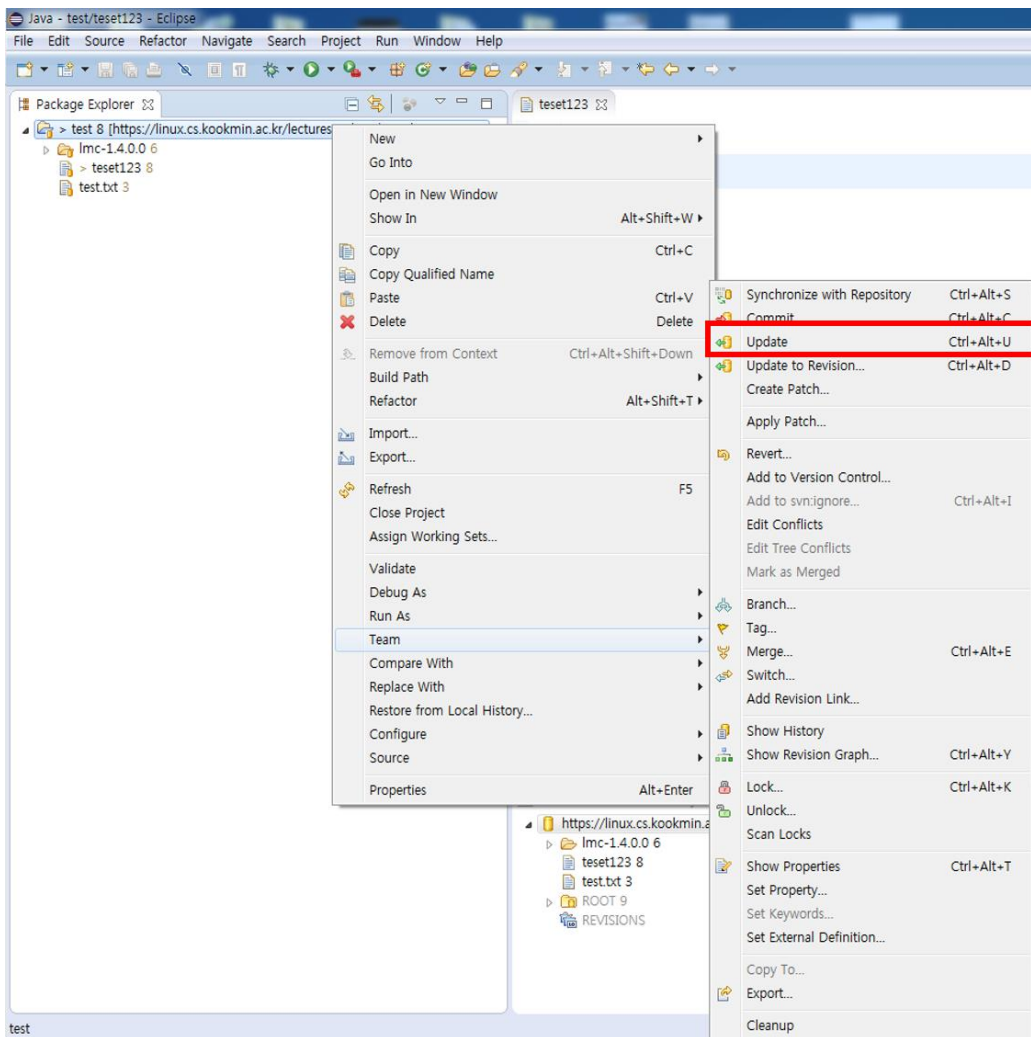 Java - test/teset123 - Eclipse
File Edit Source Refactor Navigate Search Project Run Window Help
Package Explorer
> test 8 [https://linux.cs.kookmin.ac.kr/lectures
lmc-1.4.0.0 6
> teset123 8
test.txt 3
teset123
New
Go Into
Open in New Window
Show In Alt+Shift+W
Copy Ctrl+C
Copy Qualified Name
Paste Ctrl+V
Delete Delete
Remove from Context Ctrl+Alt+Shift+Down
Build Path
Refactor Alt+Shift+T
Import...
Export...
Refresh F5
Close Project
Assign Working Sets...
Validate
Debug As
Run As
Team
Compare With
Replace With
Restore from Local History...
Configure
Source
Properties Alt+Enter
Synchronize with Repository Ctrl+Alt+S
Commit Ctrl+Alt+C
Update Ctrl+Alt+U
Update to Revision... Ctrl+Alt+D
Create Patch...
Apply Patch...
Revert...
Add to Version Control...
Add to svn:ignore... Ctrl+Alt+I
Edit Conflicts
Edit Tree Conflicts
Mark as Merged
Branch...
Tag...
Merge... Ctrl+Alt+E
Switch...
Add Revision Link...
Show History
Show Revision Graph... Ctrl+Alt+Y
Lock... Ctrl+Alt+K
Unlock...
Scan Locks
Show Properties Ctrl+Alt+T
Set Property...
Set Keywords...
Set External Definition...
Copy To...
Export...
Cleanup
https://linux.cs.kookmin.a
lmc-1.4.0.0 6
teset123 8
test.txt 3
ROOT 9
REVISIONS
test